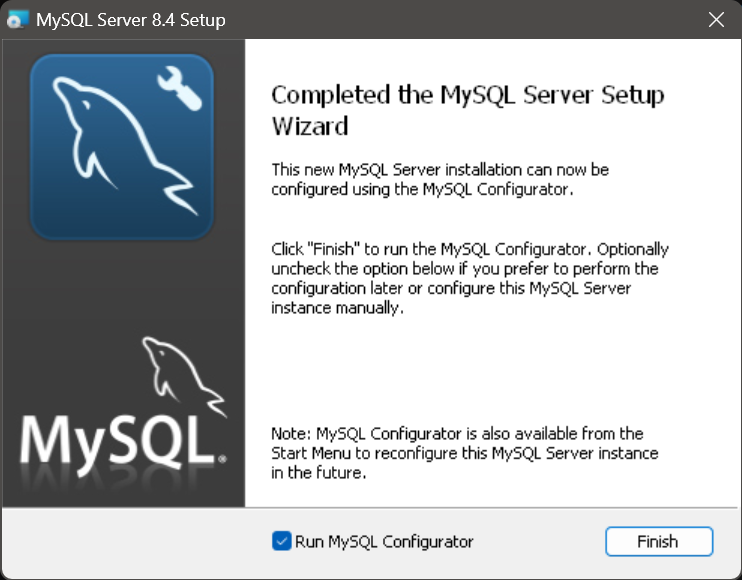 MySQL Server 8.4 Setup
Completed the MySQL Server Setup
Wizard
This new MySQL Server installation can now be
configured using the MySQL Configurator.
Click "Finish" to run the MySQL Configurator. Optionally
uncheck the option below if you prefer to perform the
configuration later or configure this MySQL Server
instance manually.
MySQL®
Note: MySQL Configurator is also available from the
Start Menu to reconfigure this MySQL Server instance
in the future.
Run MySQL Configurator
Finish